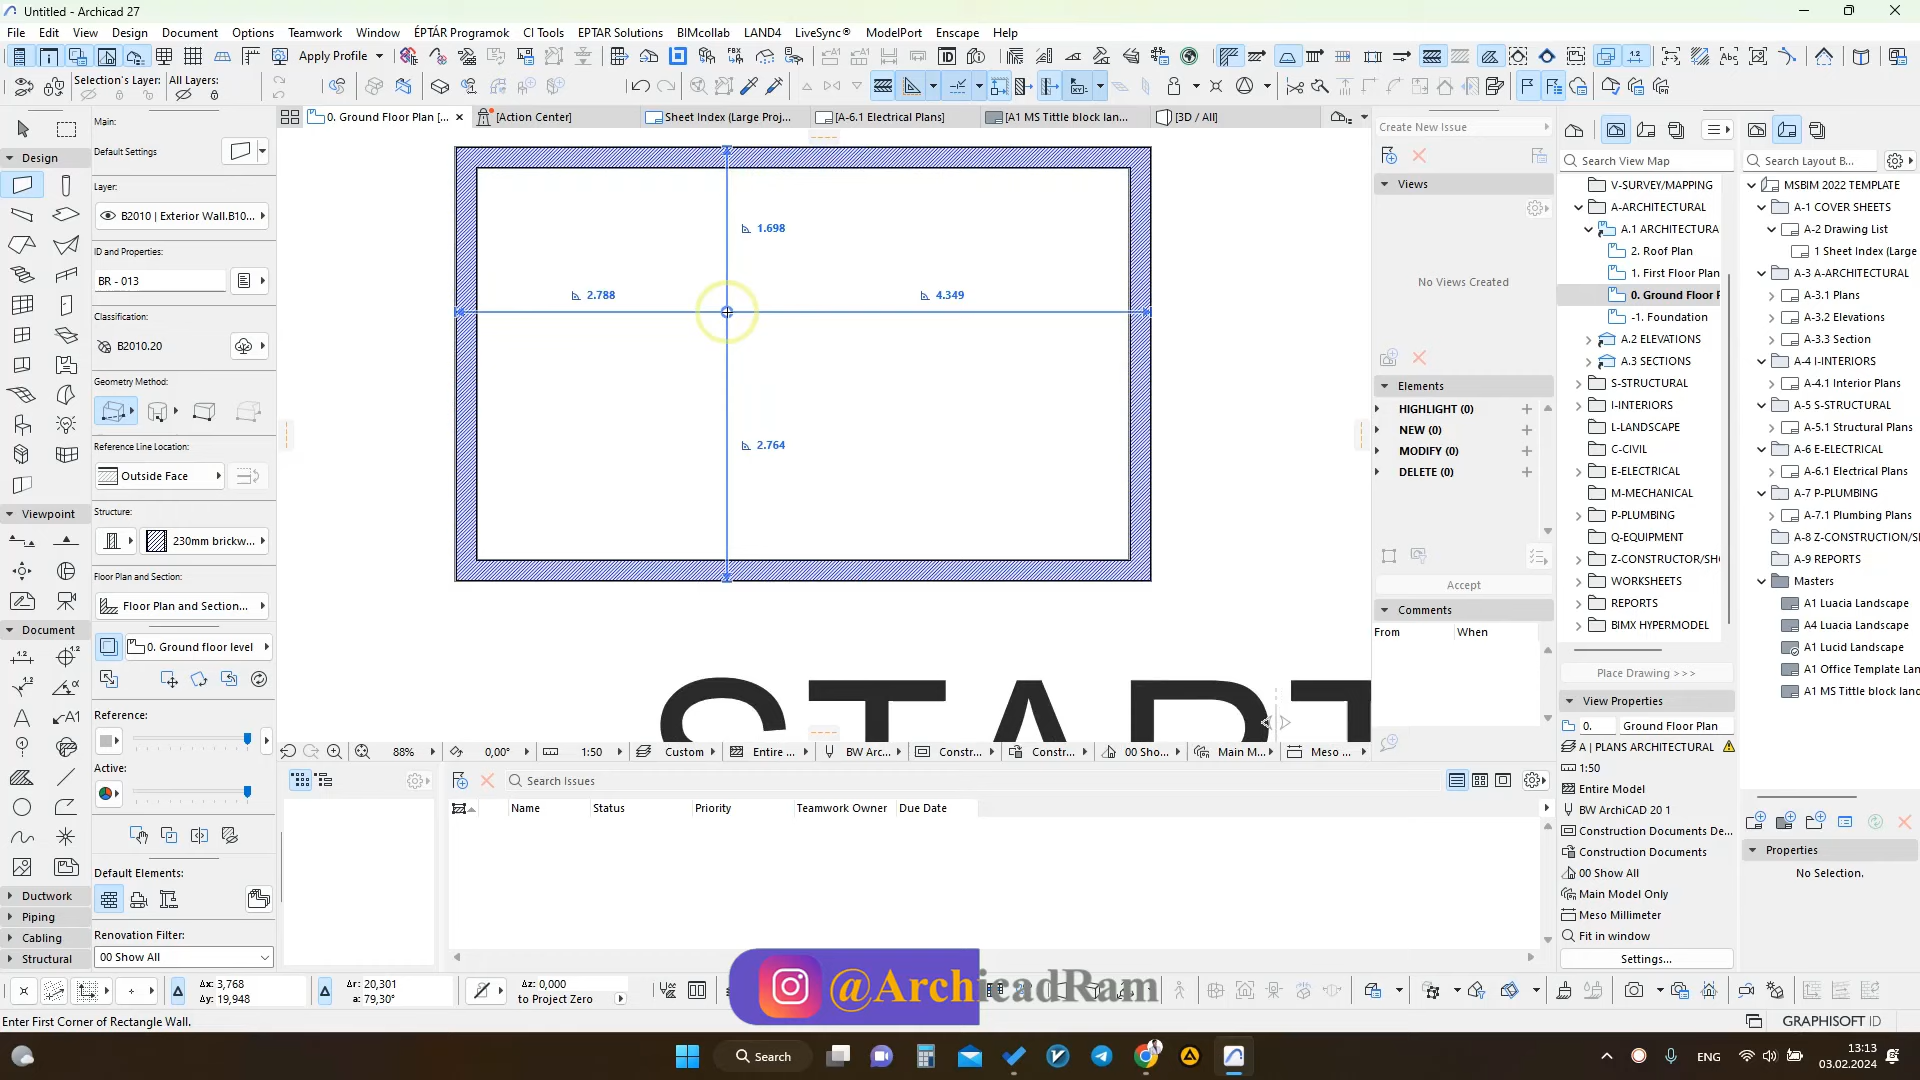 Untitled - Archicad 27
File Edit View Design Document Options Teamwork Window ÉPTÁR Programok CI Tools EPTAR Solutions BIMcollab LAND4 LiveSync® ModelPort Enscape Help
Apply Profile
Selection's Layer: All Layers:
0. Ground Floor Plan [...
[Action Center]
Sheet Index (Large Proj...
[A-6.1 Electrical Plans]
[A1 MS Tittle block lan...
[3D / All]
Design
Viewpoint
Document
Ductwork
Piping
Cabling
Structural
Main:
Default Settings
Layer:
B2010 | Exterior Wall.B10...
ID and Properties:
BR - 013
Classification:
B2010.20
Geometry Method:
Reference Line Location:
Outside Face
Structure:
230mm brickw...
Floor Plan and Section:
Floor Plan and Section...
0. Ground floor level
Reference:
Active:
Default Elements:
Renovation Filter:
00 Show All
1.698
2.788
4.349
2.764
START
88%
0,00°
1:50
Custom
Entire ...
BW Arc...
Constr...
Constr...
00 Sho...
Main M...
Meso ...
Search Issues
Name Status Priority Teamwork Owner Due Date
Create New Issue
Views
No Views Created
Elements
HIGHLIGHT (0)
NEW (0)
MODIFY (0)
DELETE (0)
Accept
Comments
From When
Search View Map
V-SURVEY/MAPPING
A-ARCHITECTURAL
A.1 ARCHITECTURA
2. Roof Plan
1. First Floor Plan
0. Ground Floor P
-1. Foundation
A.2 ELEVATIONS
A.3 SECTIONS
S-STRUCTURAL
I-INTERIORS
L-LANDSCAPE
C-CIVIL
E-ELECTRICAL
M-MECHANICAL
P-PLUMBING
Q-EQUIPMENT
Z-CONSTRUCTOR/SH
WORKSHEETS
REPORTS
BIMX HYPERMODEL
Place Drawing >>>
View Properties
0. Ground Floor Plan
A | PLANS ARCHITECTURAL
1:50
Entire Model
BW ArchiCAD 20 1
Construction Documents De...
Construction Documents
00 Show All
Main Model Only
Meso Millimeter
Fit in window
Settings...
Search Layout B...
MSBIM 2022 TEMPLATE
A-1 COVER SHEETS
A-2 Drawing List
1 Sheet Index (Large
A-3 A-ARCHITECTURAL
A-3.1 Plans
A-3.2 Elevations
A-3.3 Section
A-4 I-INTERIORS
A-4.1 Interior Plans
A-5 S-STRUCTURAL
A-5.1 Structural Plans
A-6 E-ELECTRICAL
A-6.1 Electrical Plans
A-7 P-PLUMBING
A-7.1 Plumbing Plans
A-8 Z-CONSTRUCTION/S
A-9 REPORTS
Masters
A1 Luacia Landscape
A4 Luacia Landscape
A1 Lucid Landscape
A1 Office Template Lan
A1 MS Tittle block land
Properties
No Selection.
Δx: 3,768
Δy: 19,948
Δr: 20,301
a: 79,30°
Δz: 0,000
to Project Zero
@ArchicadRam
Enter First Corner of Rectangle Wall.
GRAPHISOFT ID
Search
ENG
13:13
03.02.2024